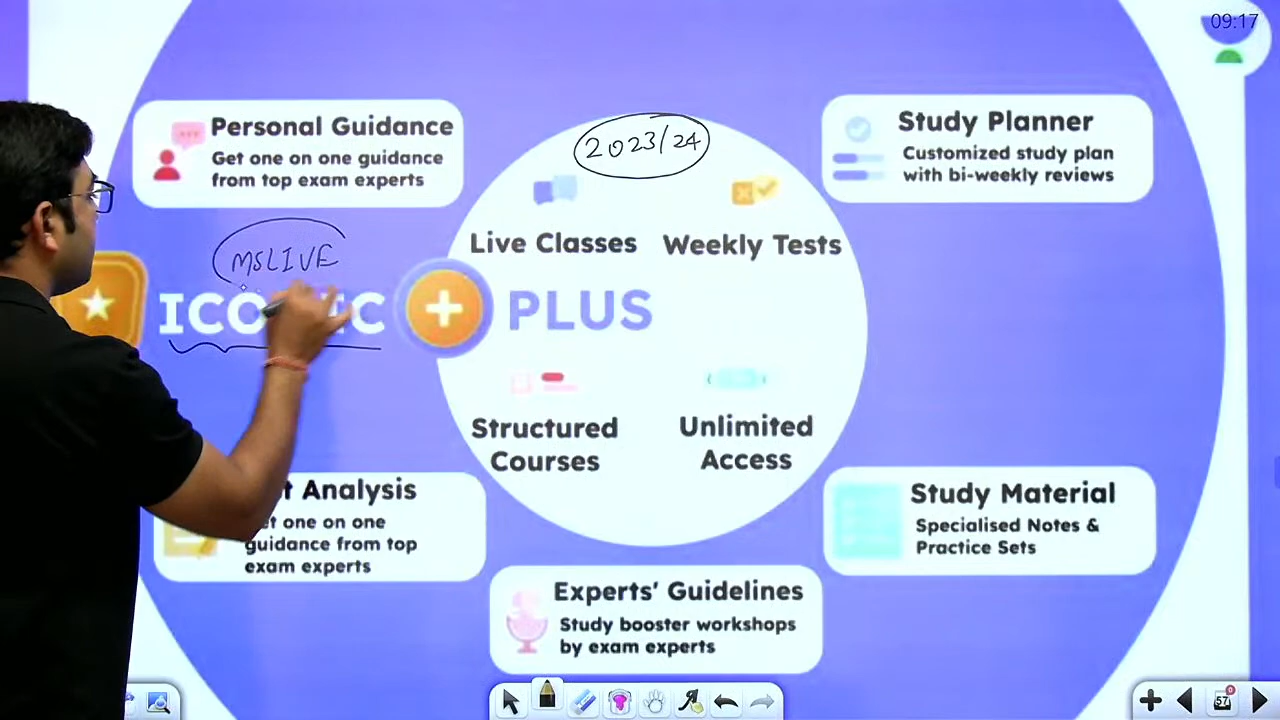 09:17
Personal Guidance
Get one on one guidance
from top exam experts
2023/24
Study Planner
Customized study plan
with bi-weekly reviews
Live Classes
Weekly Tests
MSLIVE
PLUS
Structured
Courses
Unlimited
Access
Analysis
one on one
guidance from top
exam experts
Study Material
Specialised Notes &
Practice Sets
Experts' Guidelines
Study booster workshops
by exam experts
57